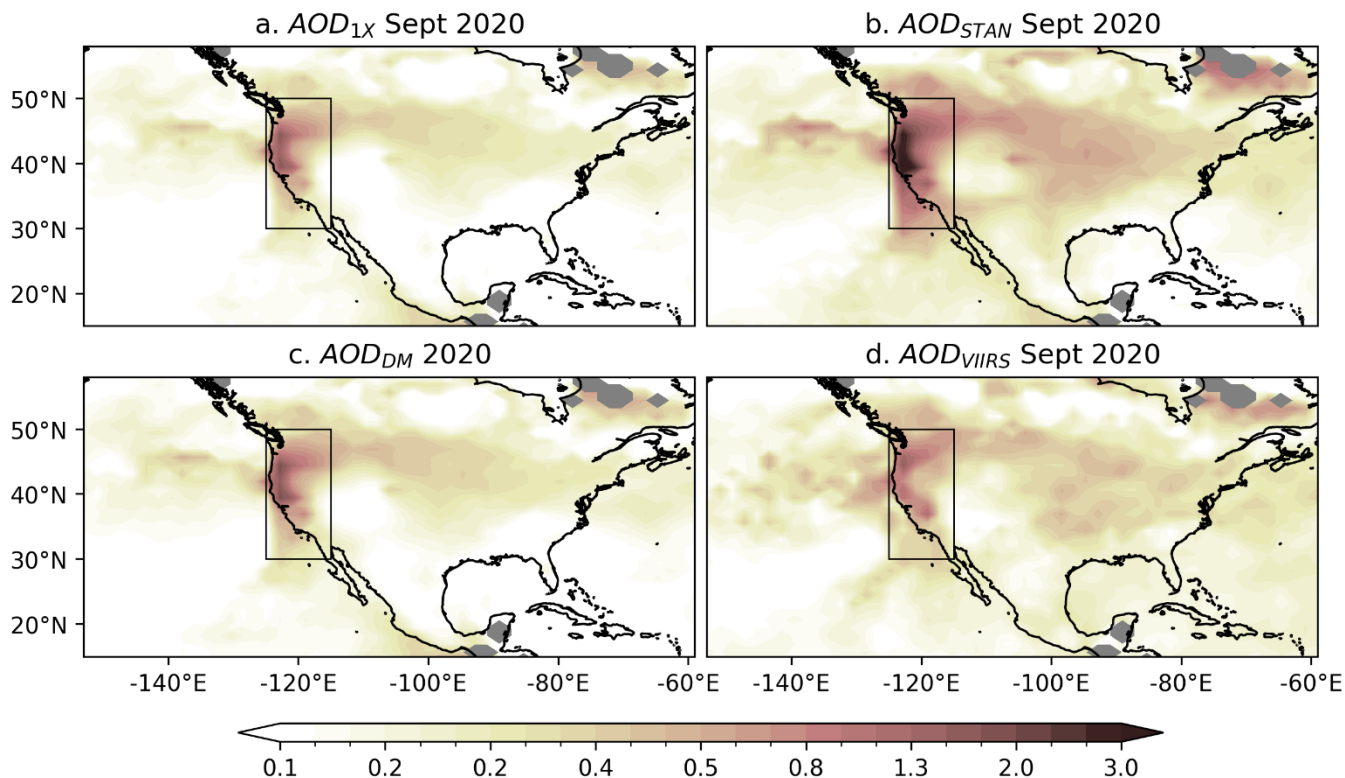 a. AOD1X Sept 2020
b. AODSTAN Sept 2020
50°N
40°N
30°N
20°N
c. AODDM 2020
d. AODVIIRS Sept 2020
50°N
40°N
30°N
20°N
-140°E -120°E -100°E -80°E -60°E
-140°E -120°E -100°E -80°E -60°E
0.1 0.2 0.2 0.4 0.5 0.8 1.3 2.0 3.0